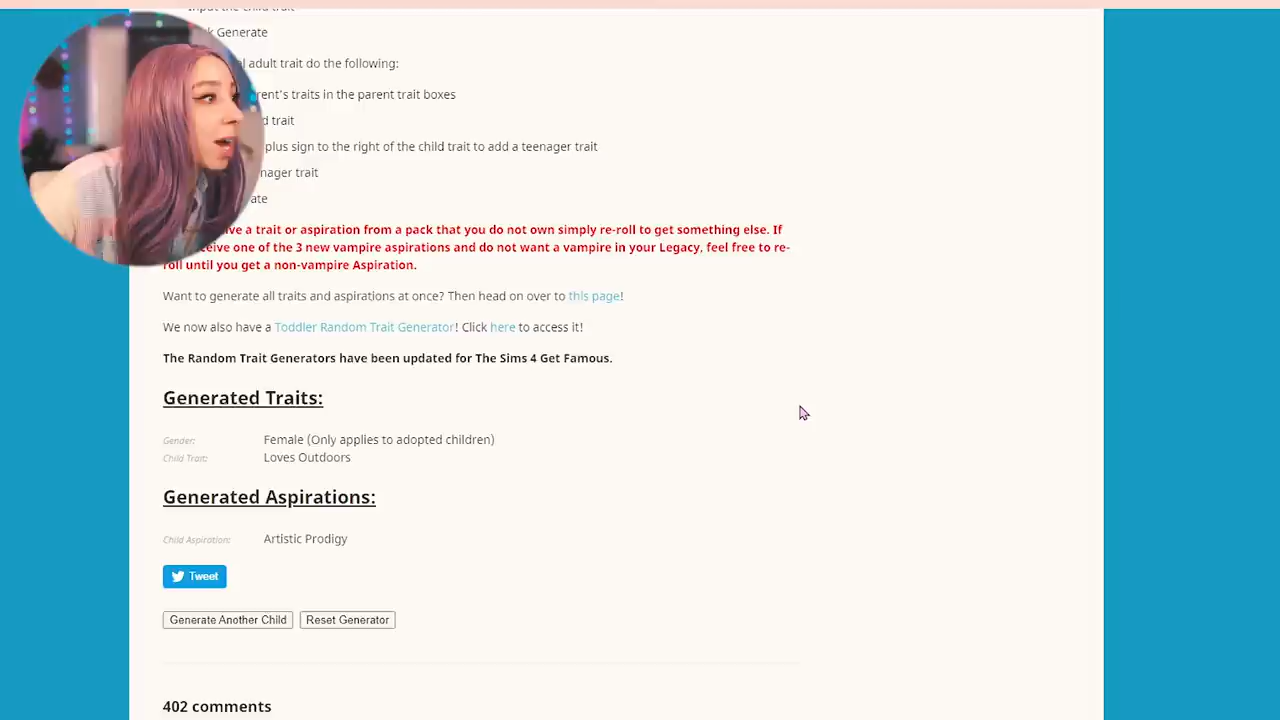 Input the child trait
Generate
adult trait do the following:
parent's traits in the parent trait boxes
trait
plus sign to the right of the child trait to add a teenager trait
teenager trait
a trait or aspiration from a pack that you do not own simply re-roll to get something else. If
one of the 3 new vampire aspirations and do not want a vampire in your Legacy, feel free to re-
roll until you get a non-vampire Aspiration.
Want to generate all traits and aspirations at once? Then head on over to this page!
We now also have a Toddler Random Trait Generator! Click here to access it!
The Random Trait Generators have been updated for The Sims 4 Get Famous.
Generated Traits:
Gender: Female (Only applies to adopted children)
Child Trait: Loves Outdoors
Generated Aspirations:
Child Aspiration: Artistic Prodigy
Tweet
Generate Another Child Reset Generator
402 comments